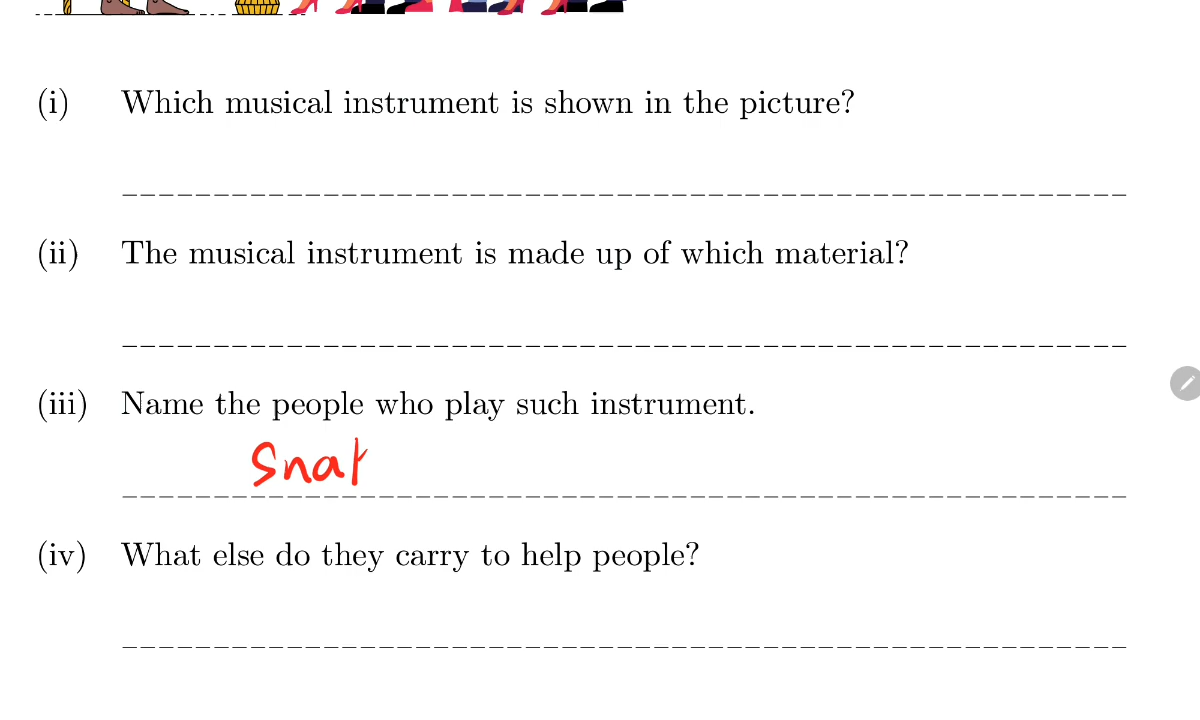 (i) Which musical instrument is shown in the picture?
(ii) The musical instrument is made up of which material?
(iii) Name the people who play such instrument.
Snak
(iv) What else do they carry to help people?